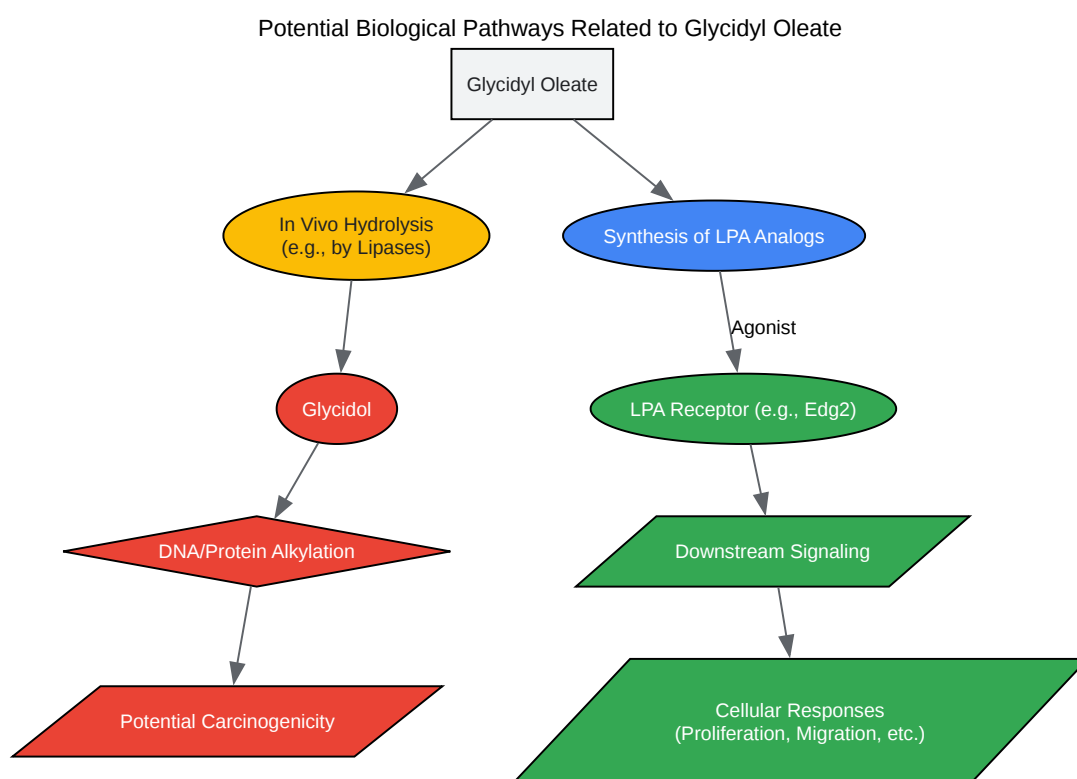 Potential Biological Pathways Related to Glycidyl Oleate
Glycidyl Oleate
In Vivo Hydrolysis
(e.g., by Lipases)
Synthesis of LPA Analogs
Agonist
Glycidol
LPA Receptor (e.g., Edg2)
DNA/Protein Alkylation
Downstream Signaling
Potential Carcinogenicity
Cellular Responses
(Proliferation, Migration, etc.)